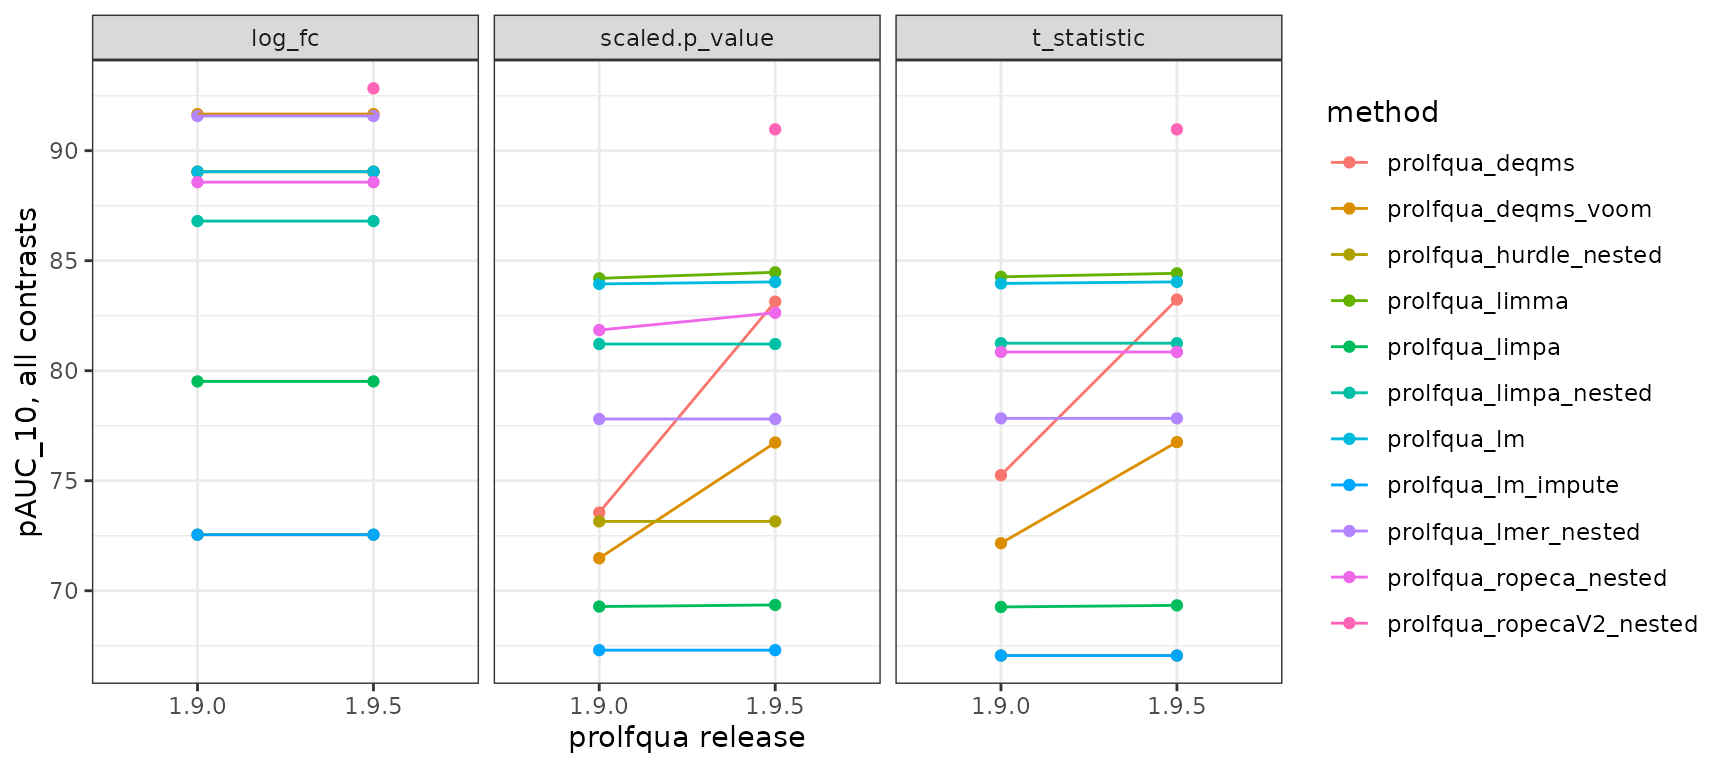 log_fc
scaled.p_value
t_statistic
pAUC_10, all contrasts
90
85
80
75
70
1.9.0
1.9.5
1.9.0
1.9.5
1.9.0
1.9.5
prolfqua release
method
prolfqua_deqms
prolfqua_deqms_voom
prolfqua_hurdle_nested
prolfqua_limma
prolfqua_limpa
prolfqua_limpa_nested
prolfqua_lm
prolfqua_lm_impute
prolfqua_lmer_nested
prolfqua_ropeca_nested
prolfqua_ropecaV2_nested